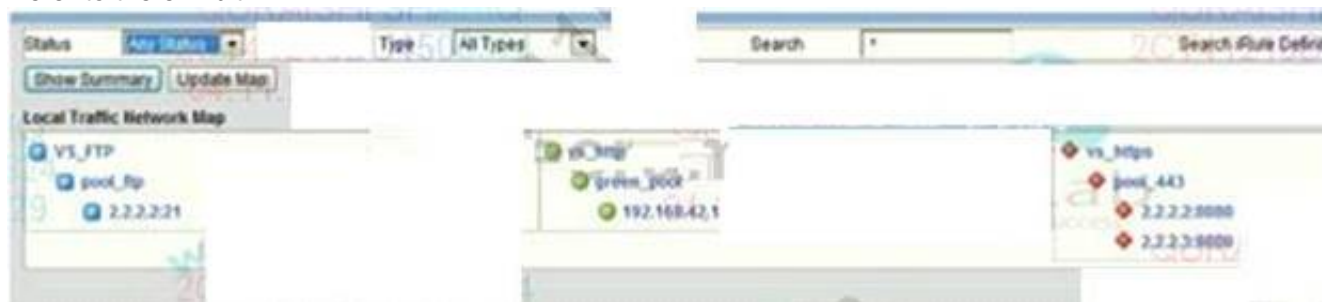 Status Any Status Type All Types Search * Search iRule Defini
Show Summary Update Map
Local Traffic Network Map
VS_FTP vs_http vs_https
pool_ftp green_pool pool_443
2.2.2.2:21 192.168.42.1 2.2.2.2:8080
2.2.2.3:8080